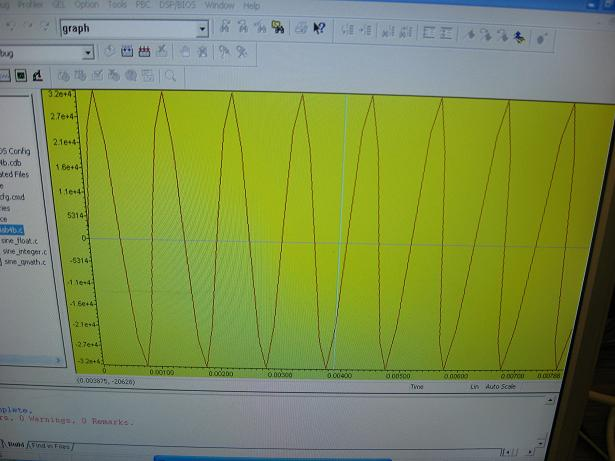 Profiler GEL Option Tools PBC DSP/BIOS Window Help
graph
bug
3.2e+4
2.7e+4
2.1e+4
1.6e+4
1.1e+4
5314
0
-5314
-1.1e+4
-1.6e+4
-2.1e+4
-2.7e+4
-3.2e+4
OS Config
4b.cdb
ated Files
e
cfg.cmd
ries
ce
lab4b.c
sine_float.c
sine_integer.c
sine_qmath.c
0 0.00100 0.00200 0.00300 0.00400 0.00500 0.00600 0.00700 0.00788
(0.003875, -20628) Time Lin Auto Scale
mplete,
rs, 0 Warnings, 0 Remarks.
Build Find in Files